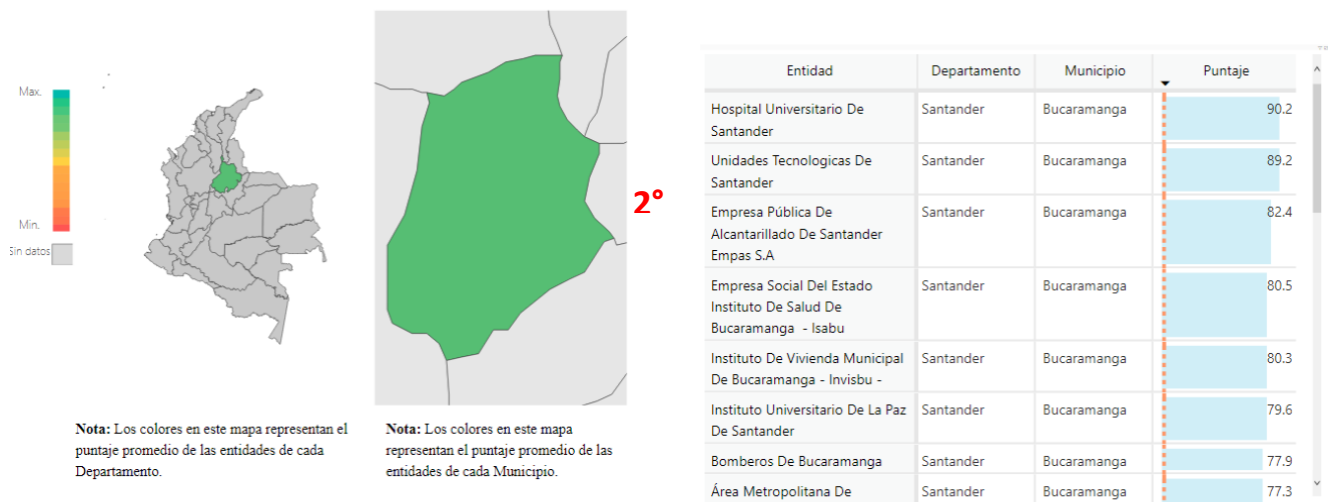 Max.
Min.
Sin datos
Nota: Los colores en este mapa representan el
puntaje promedio de las entidades de cada
Departamento.
Nota: Los colores en este mapa
representan el puntaje promedio de las
entidades de cada Municipio.
2°
Entidad Departamento Municipio Puntaje
Hospital Universitario De Santander Bucaramanga 90.2
Santander
Unidades Tecnologicas De Santander Bucaramanga 89.2
Santander
Empresa Pública De Santander Bucaramanga 82.4
Alcantarillado De Santander
Empas S.A
Empresa Social Del Estado Santander Bucaramanga 80.5
Instituto De Salud De
Bucaramanga - Isabu
Instituto De Vivienda Municipal Santander Bucaramanga 80.3
De Bucaramanga - Invisbu -
Instituto Universitario De La Paz Santander Bucaramanga 79.6
De Santander
Bomberos De Bucaramanga Santander Bucaramanga 77.9
Área Metropolitana De Santander Bucaramanga 77.3